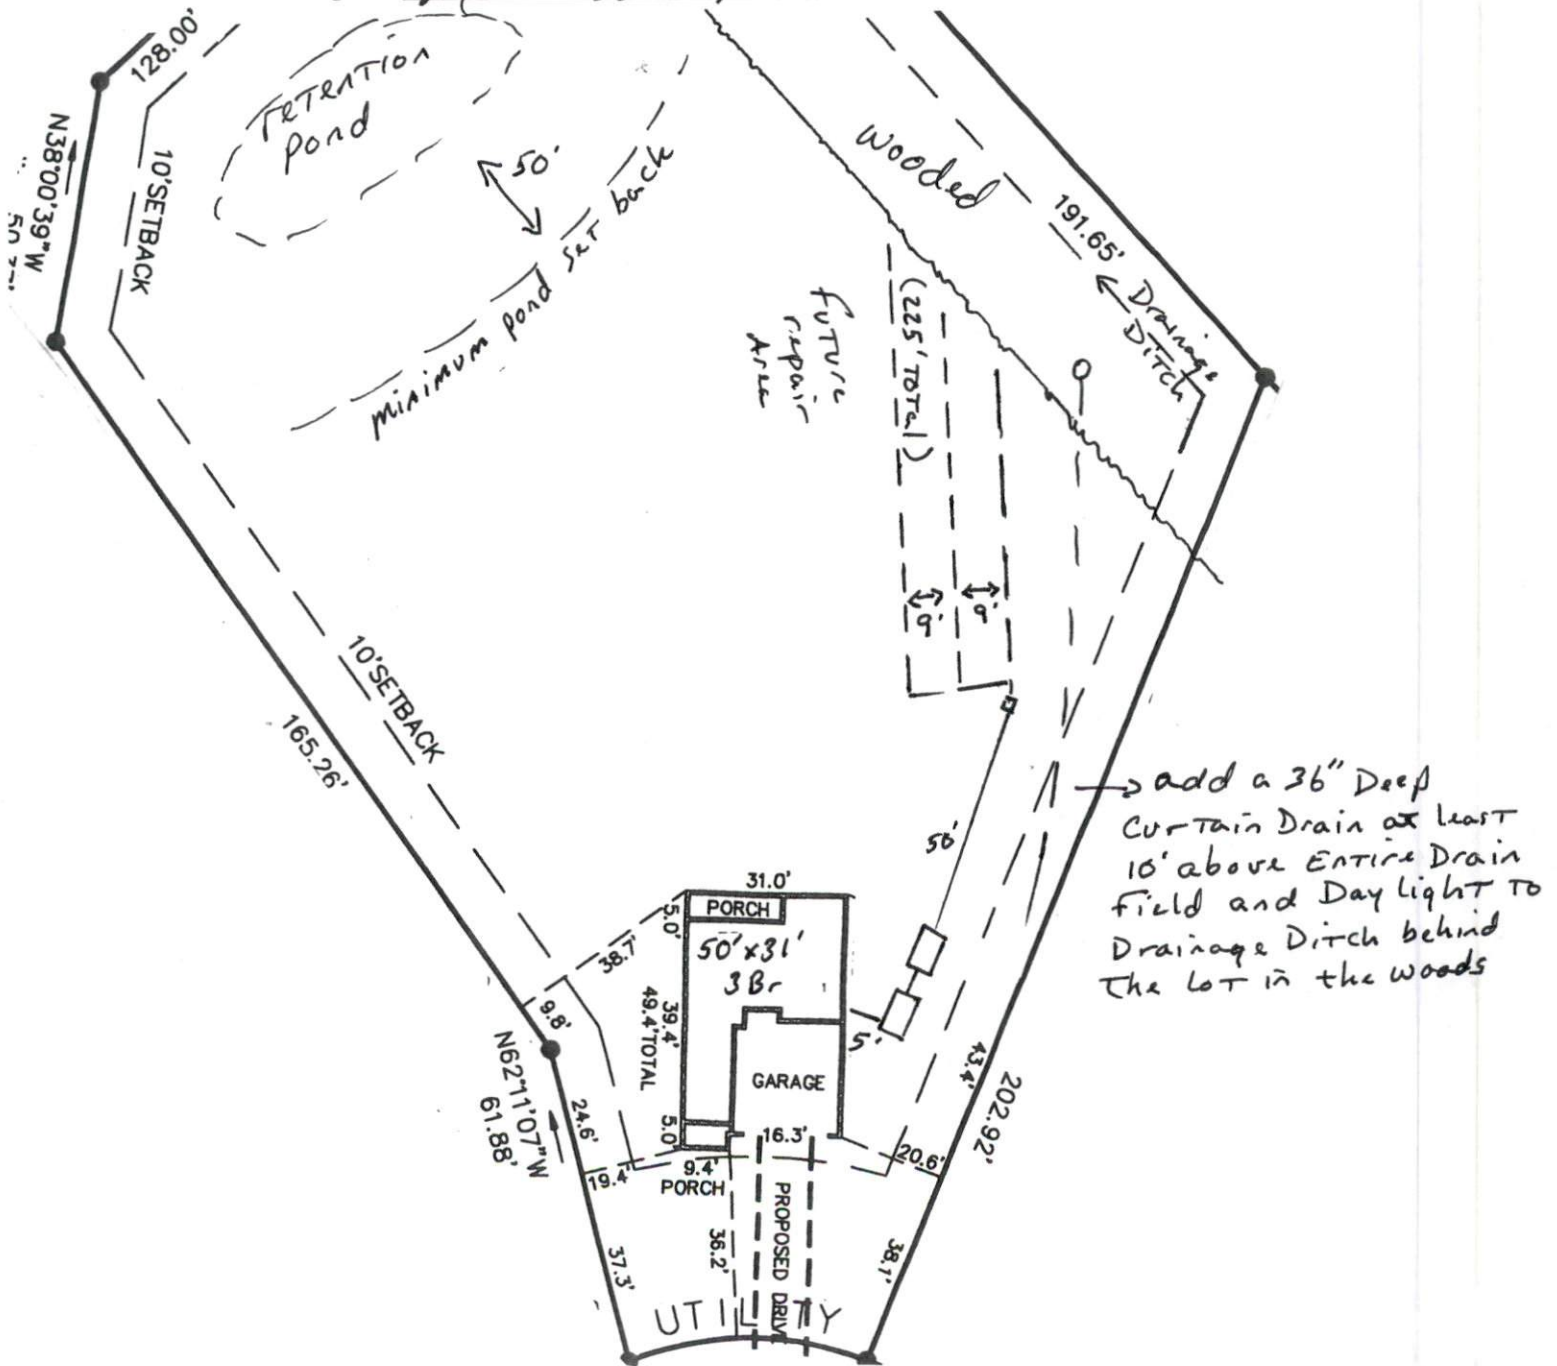 128.00'
retention
pond
N38°00'39"W
10'SETBACK
50'
minimum pond set back
wooded
191.65'
Drainage
Ditch
(225' Total)
future
repair
Area
9'
9'
10'SETBACK
165.26'
50'
add a 36" Deep
Curtain Drain at least
10' above Entire Drain
field and Daylight to
Drainage Ditch behind
the Lot in the woods
31.0'
PORCH
5.0'
50' x 31'
3 Br
38.7'
39.4'
49.4'TOTAL
9.8'
5'
GARAGE
N62°11'07"W
61.88'
24.6'
5.0'
16.3'
43.4'
202.92'
20.6'
19.4'
9.4'
PORCH
PROPOSED DRIVE
36.2'
37.3'
38.1'
UTILITY